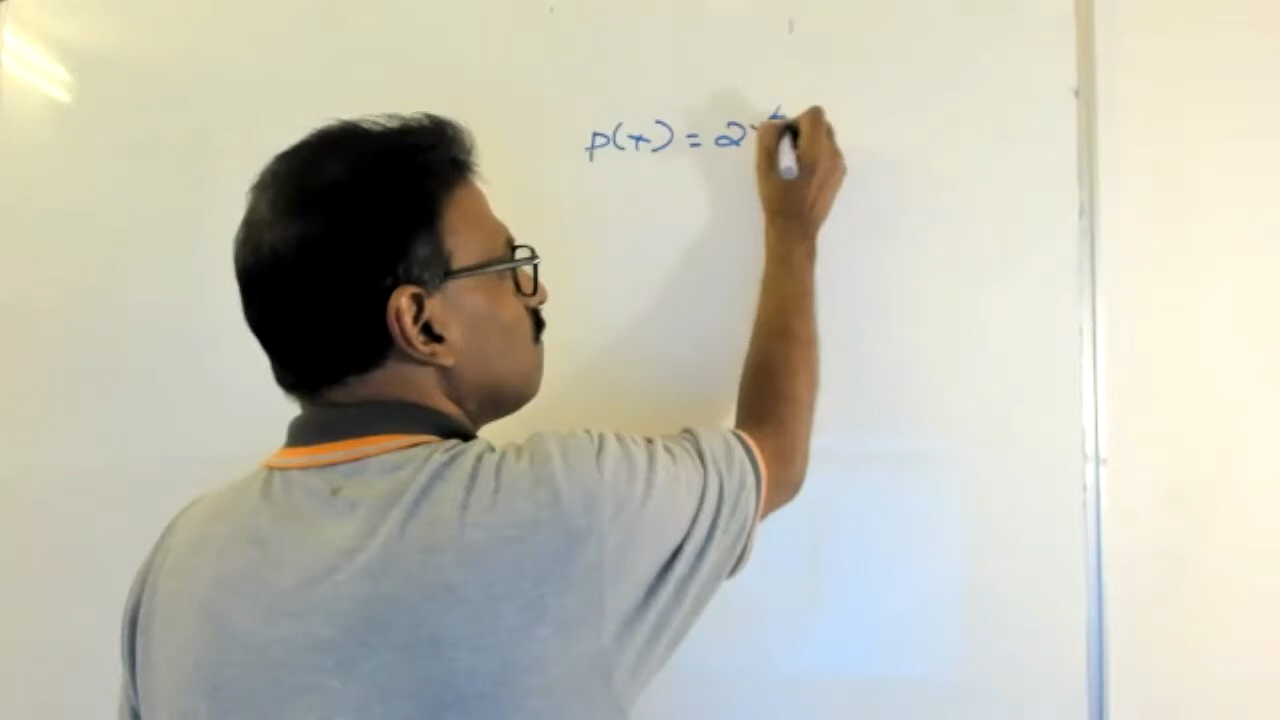 p(x) = 2